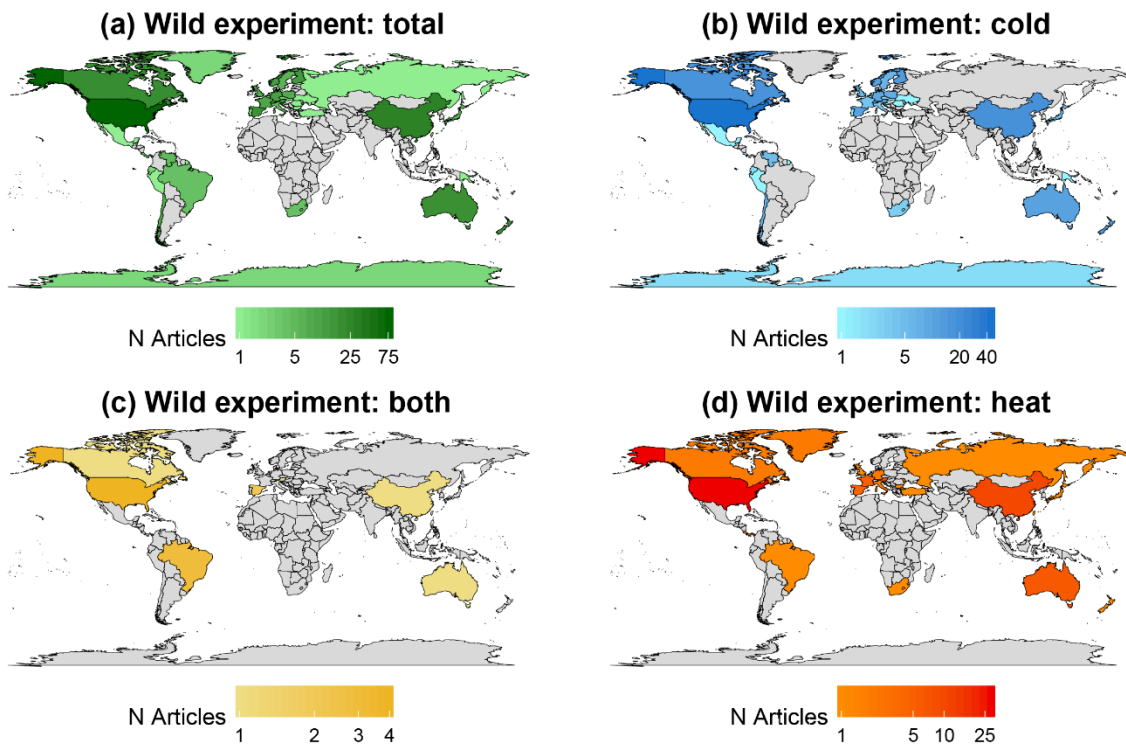 (a) Wild experiment: total
(b) Wild experiment: cold
N Articles
1 5 25 75
N Articles
1 5 20 40
(c) Wild experiment: both
(d) Wild experiment: heat
N Articles
1 2 3 4
N Articles
1 5 10 25